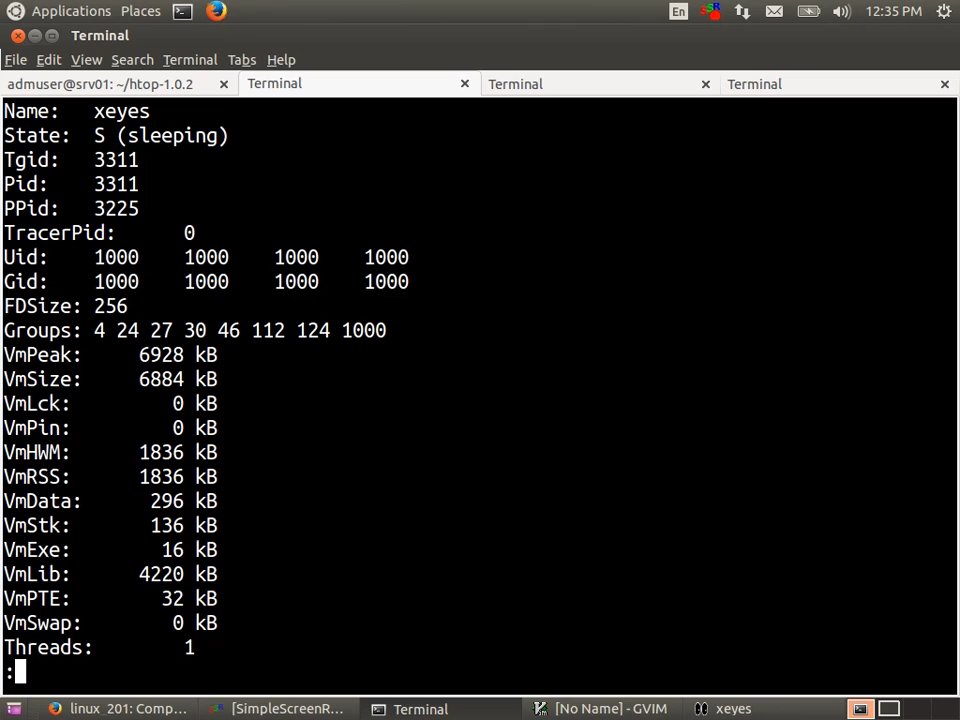 Applications Places En 12:35 PM
Terminal
File Edit View Search Terminal Tabs Help
admuser@srv01: ~/htop-1.0.2 Terminal Terminal Terminal
Name: xeyes
State: S (sleeping)
Tgid: 3311
Pid: 3311
PPid: 3225
TracerPid: 0
Uid: 1000 1000 1000 1000
Gid: 1000 1000 1000 1000
FDSize: 256
Groups: 4 24 27 30 46 112 124 1000
VmPeak: 6928 kB
VmSize: 6884 kB
VmLck: 0 kB
VmPin: 0 kB
VmHWM: 1836 kB
VmRSS: 1836 kB
VmData: 296 kB
VmStk: 136 kB
VmExe: 16 kB
VmLib: 4220 kB
VmPTE: 32 kB
VmSwap: 0 kB
Threads: 1
:
linux_201: Comp... [SimpleScreenR... Terminal [No Name] - GVIM xeyes